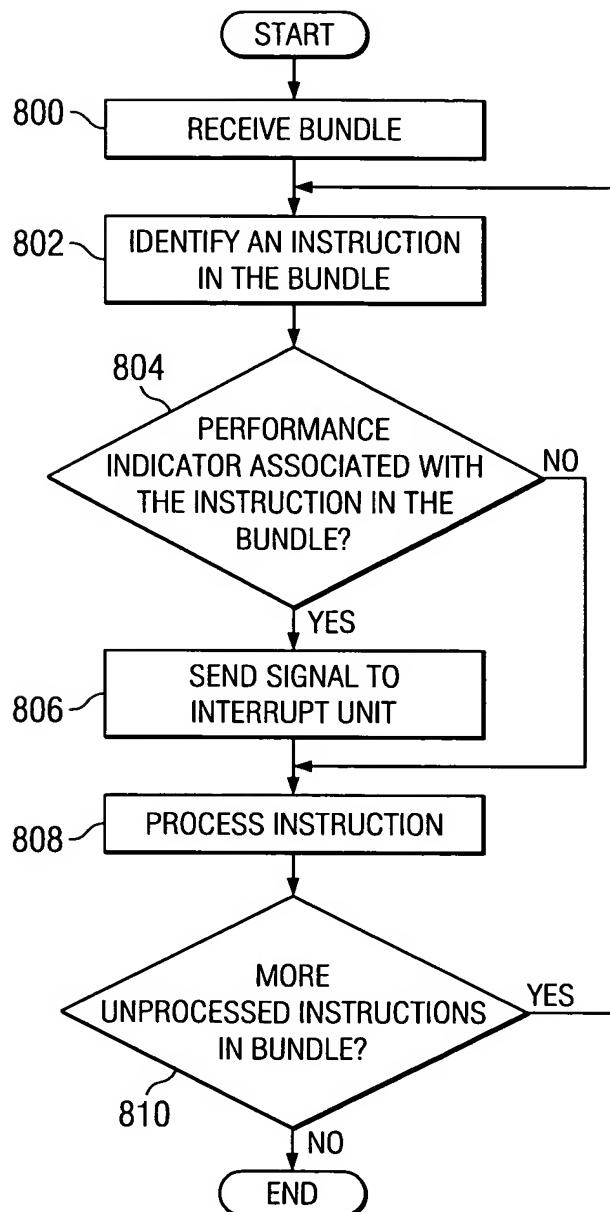 START
800
RECEIVE BUNDLE
802
IDENTIFY AN INSTRUCTION
IN THE BUNDLE
804
PERFORMANCE
INDICATOR ASSOCIATED WITH
THE INSTRUCTION IN THE
BUNDLE?
NO
YES
806
SEND SIGNAL TO
INTERRUPT UNIT
808
PROCESS INSTRUCTION
MORE
UNPROCESSED INSTRUCTIONS
IN BUNDLE?
YES
810
NO
END